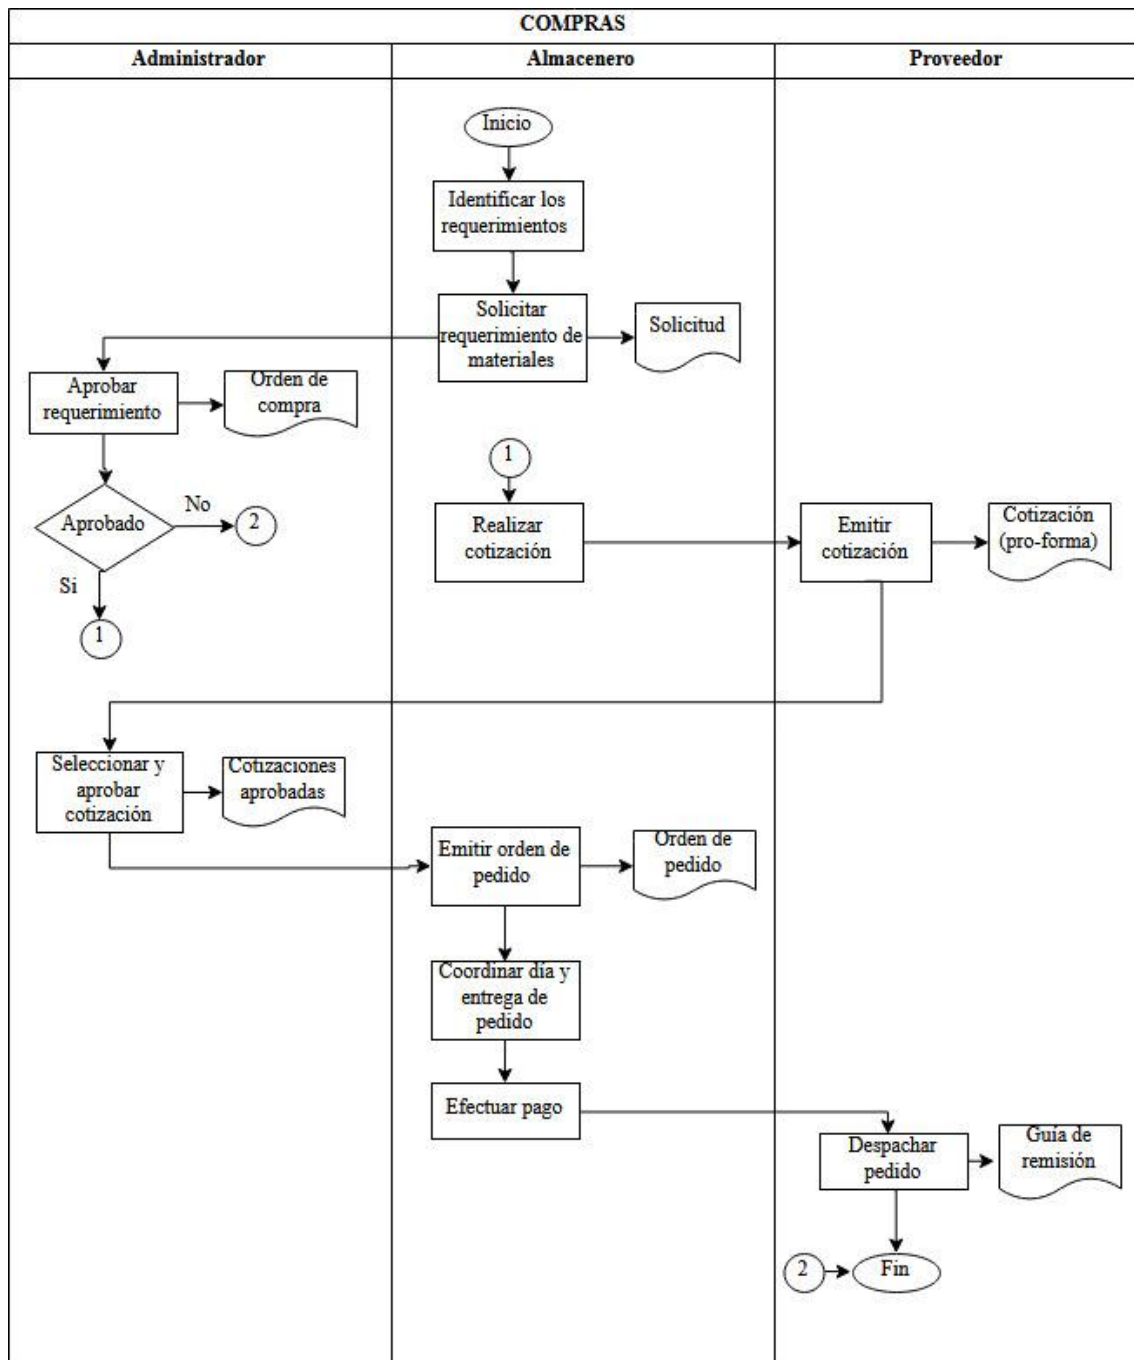 COMPRAS
Administrador
Almacenero
Proveedor
Inicio
Identificar los
requerimientos
Solicitar
requerimiento de
materiales
Solicitud
Aprobar
requerimiento
Orden de
compra
Aprobado
No
2
Si
1
1
Realizar
cotización
Emitir
cotización
Cotización
(pro-forma)
Seleccionar y
aprobar
cotización
Cotizaciones
aprobadas
Emitir orden de
pedido
Orden de
pedido
Coordinar día y
entrega de
pedido
Efectuar pago
Despachar
pedido
Guía de
remisión
2
Fin